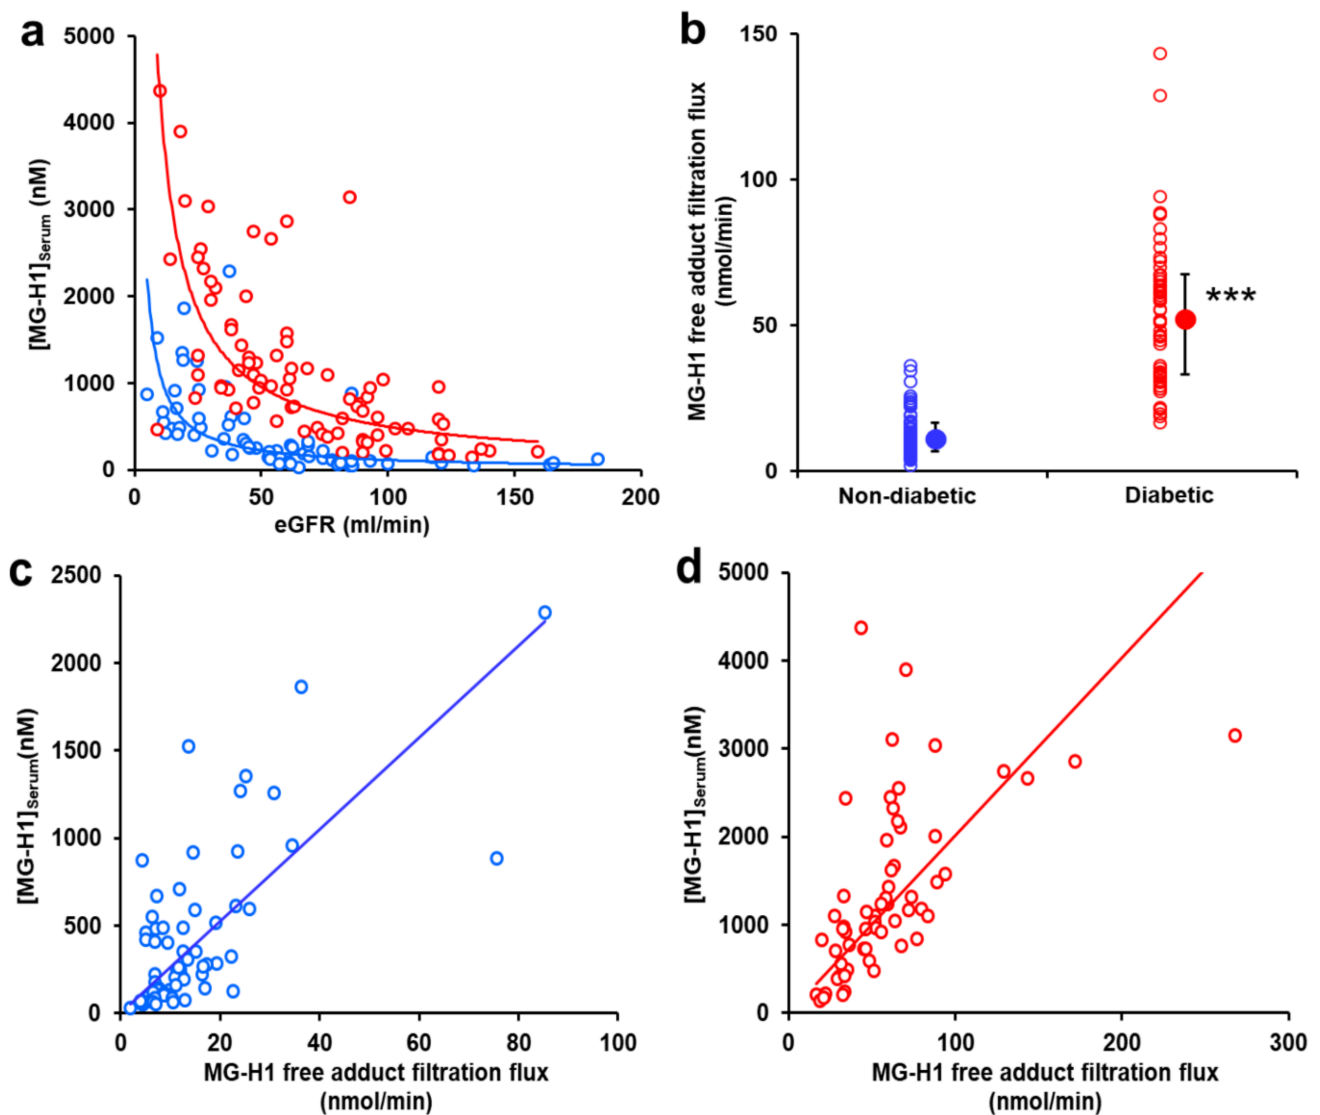 a
5000
4000
3000
2000
1000
0
[MG-H1]Serum (nM)
0 50 100 150 200
eGFR (ml/min)
b
150
100
50
0
MG-H1 free adduct filtration flux
(nmol/min)
***
Non-diabetic Diabetic
c
2500
2000
1500
1000
500
0
[MG-H1]Serum(nM)
0 20 40 60 80 100
MG-H1 free adduct filtration flux
(nmol/min)
d
5000
4000
3000
2000
1000
0
[MG-H1]Serum(nM)
0 100 200 300
MG-H1 free adduct filtration flux
(nmol/min)